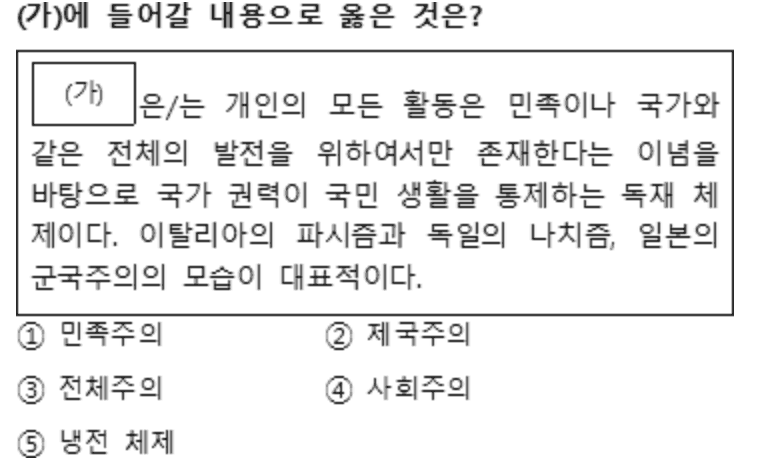 (가)에 들어갈 내용으로 옳은 것은?
(가) 은/는 개인의 모든 활동은 민족이나 국가와
같은 전체의 발전을 위하여서만 존재한다는 이념을
바탕으로 국가 권력이 국민 생활을 통제하는 독재 체
제이다. 이탈리아의 파시즘과 독일의 나치즘, 일본의
군국주의의 모습이 대표적이다.
① 민족주의 ② 제국주의
③ 전체주의 ④ 사회주의
⑤ 냉전 체제